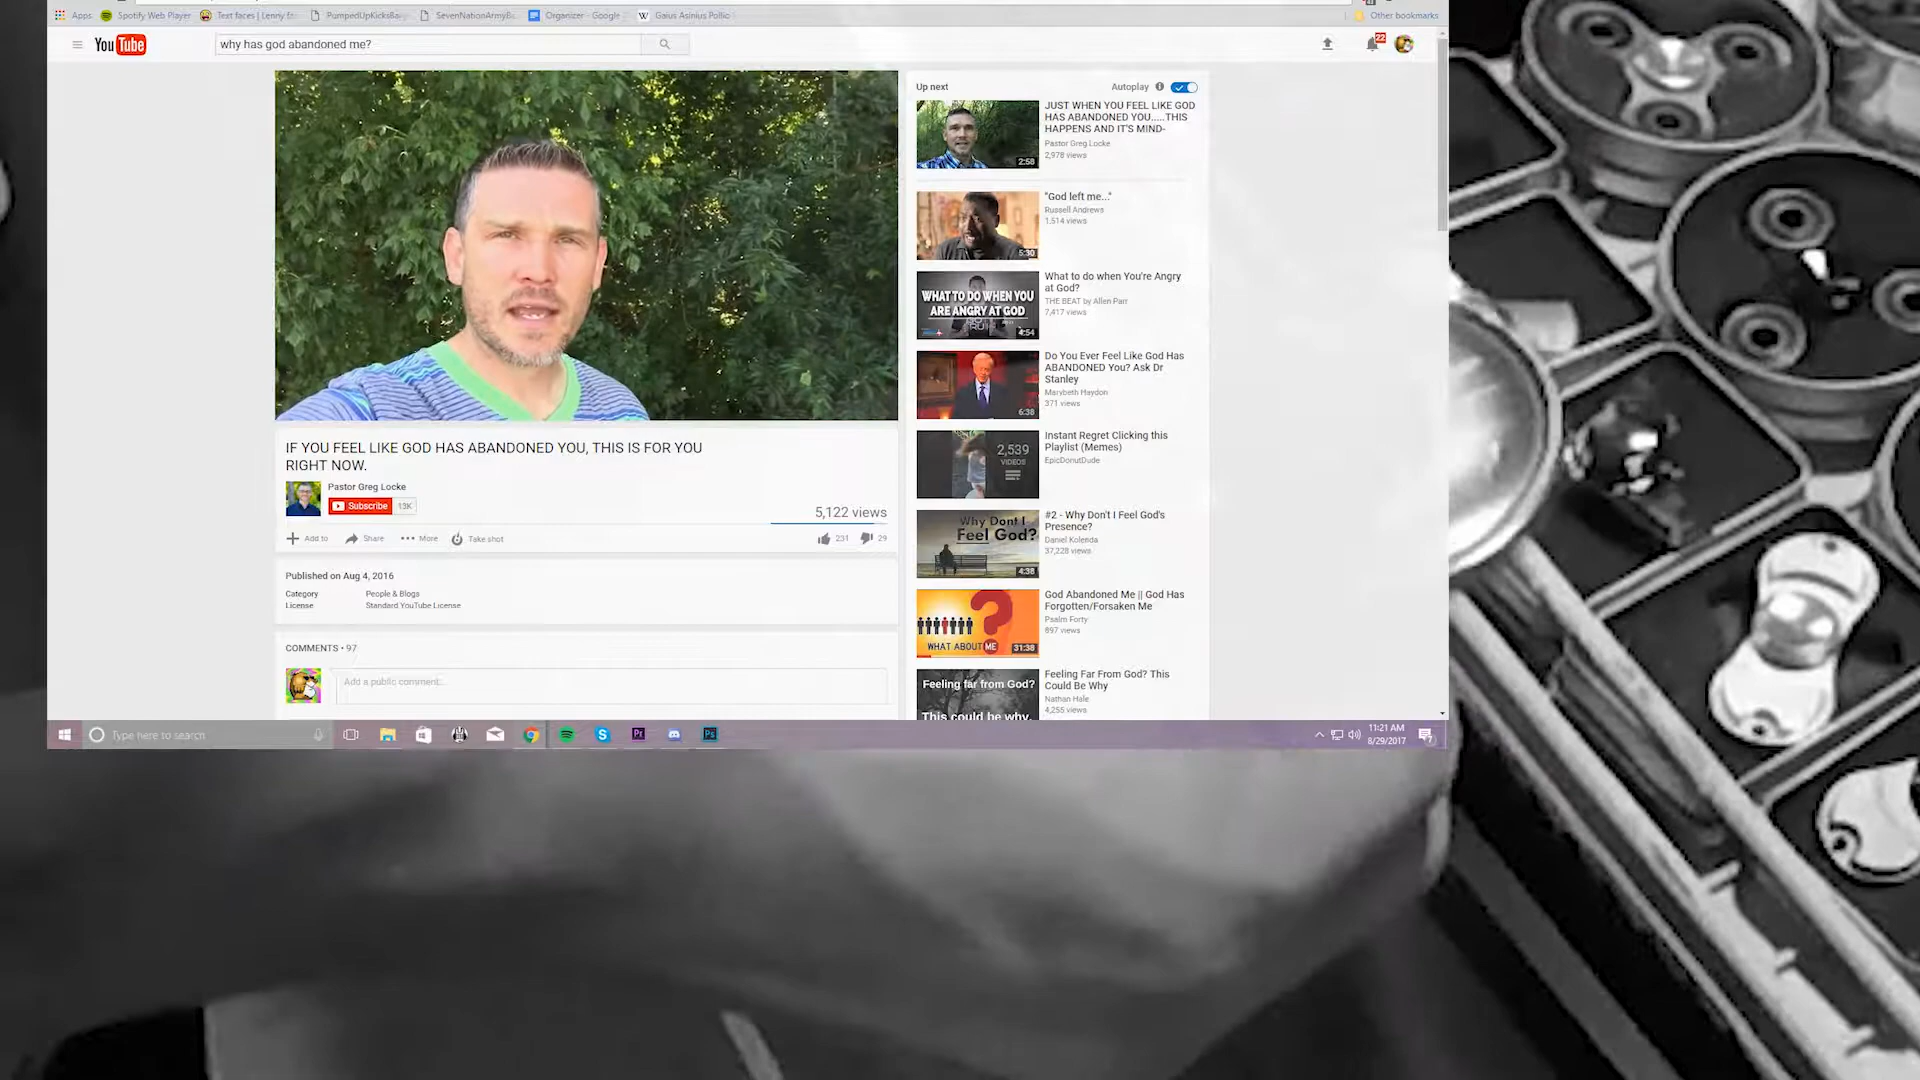 Apps Spotify Web Player Text faces | Lenny fa PumpedUpKicksBa SevenNationArmyBa Organizer - Google Gaius Asinius Pollio Other bookmarks
YouTube
why has god abandoned me?
22
Up next Autoplay
JUST WHEN YOU FEEL LIKE GOD
HAS ABANDONED YOU.....THIS
HAPPENS AND IT'S MIND-
Pastor Greg Locke
2,978 views
2:58
"God left me..."
Russell Andrews
1,514 views
5:30
WHAT TO DO WHEN YOU
ARE ANGRY AT GOD
4:54
What to do when You're Angry
at God?
THE BEAT by Allen Parr
7,417 views
Do You Ever Feel Like God Has
ABANDONED You? Ask Dr
Stanley
Marybeth Haydon
371 views
6:38
2,539
VIDEOS
Instant Regret Clicking this
Playlist (Memes)
EpicDonutDude
Why Dont I
Feel God?
4:38
#2 - Why Don't I Feel God's
Presence?
Daniel Kolenda
37,228 views
WHAT ABOUT ME
31:38
God Abandoned Me || God Has
Forgotten/Forsaken Me
Psalm Forty
897 views
Feeling far from God?
This could be why.
Feeling Far From God? This
Could Be Why
Nathan Hale
4,255 views
IF YOU FEEL LIKE GOD HAS ABANDONED YOU, THIS IS FOR YOU
RIGHT NOW.
Pastor Greg Locke
Subscribe 13K
5,122 views
Add to Share More Take shot 231 29
Published on Aug 4, 2016
Category People & Blogs
License Standard YouTube License
COMMENTS • 97
Add a public comment...
Type here to search
Pr
Ps
11:21 AM
8/29/2017
7